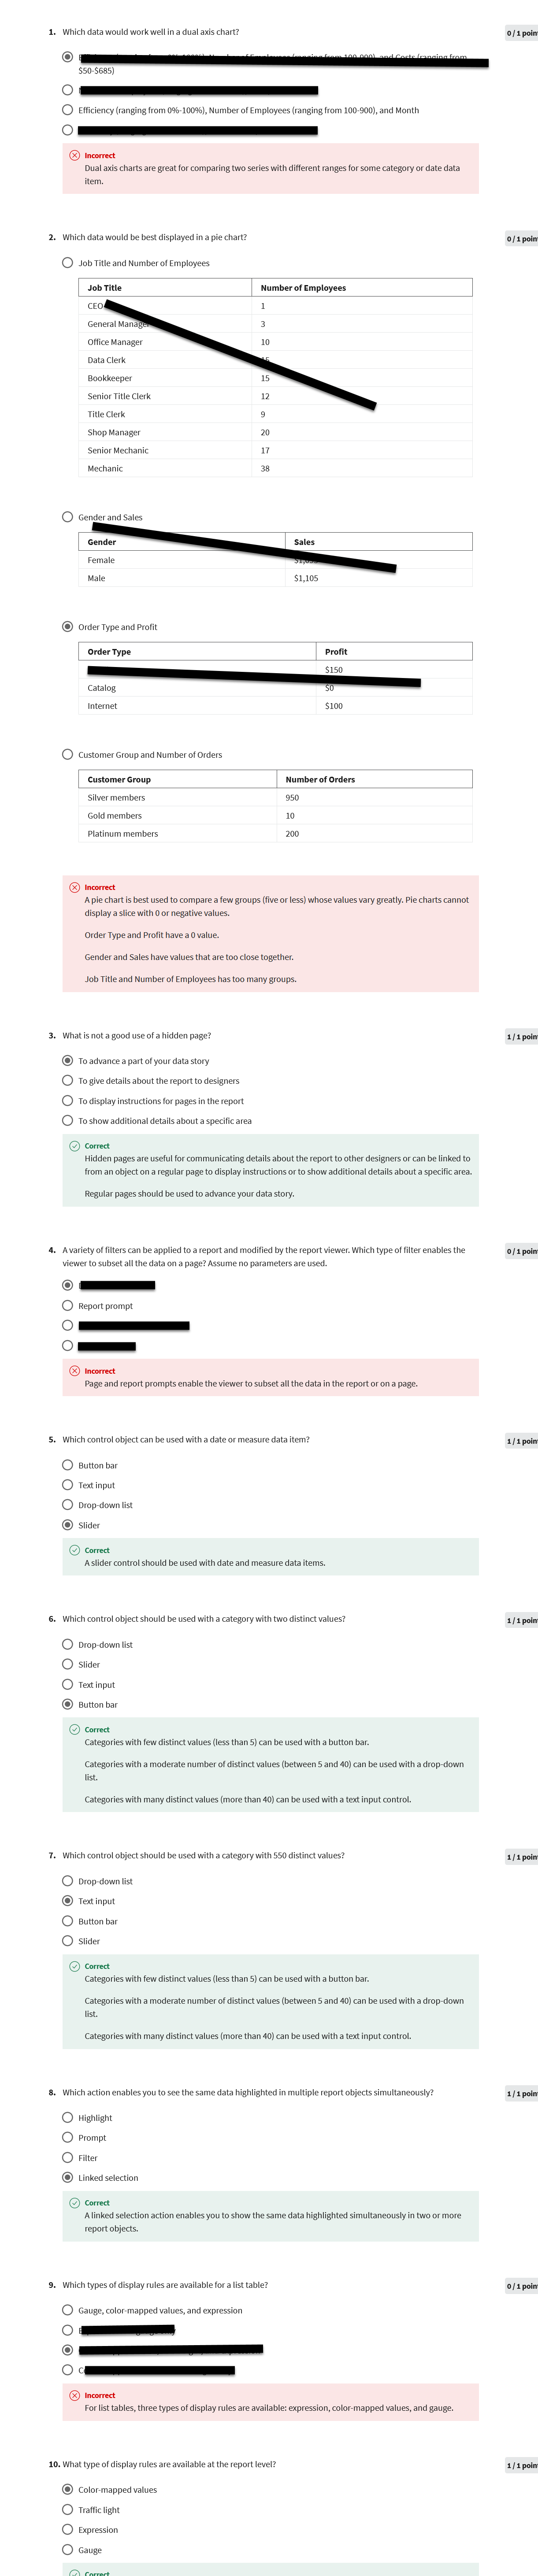 1. Which data would work well in a dual axis chart?
0 / 1 point
$50-$685)
Efficiency (ranging from 0%-100%), Number of Employees (ranging from 100-900), and Month
Incorrect
Dual axis charts are great for comparing two series with different ranges for some category or date data
item.
2. Which data would be best displayed in a pie chart?
0 / 1 point
Job Title and Number of Employees
Job Title Number of Employees
CEO 1
General Manager 3
Office Manager 10
Data Clerk
Bookkeeper 15
Senior Title Clerk 12
Title Clerk 9
Shop Manager 20
Senior Mechanic 17
Mechanic 38
Gender and Sales
Gender Sales
Female
Male $1,105
Order Type and Profit
Order Type Profit
$150
Catalog $0
Internet $100
Customer Group and Number of Orders
Customer Group Number of Orders
Silver members 950
Gold members 10
Platinum members 200
Incorrect
A pie chart is best used to compare a few groups (five or less) whose values vary greatly. Pie charts cannot
display a slice with 0 or negative values.
Order Type and Profit have a 0 value.
Gender and Sales have values that are too close together.
Job Title and Number of Employees has too many groups.
3. What is not a good use of a hidden page?
1 / 1 point
To advance a part of your data story
To give details about the report to designers
To display instructions for pages in the report
To show additional details about a specific area
Correct
Hidden pages are useful for communicating details about the report to other designers or can be linked to
from an object on a regular page to display instructions or to show additional details about a specific area.
Regular pages should be used to advance your data story.
4. A variety of filters can be applied to a report and modified by the report viewer. Which type of filter enables the
viewer to subset all the data on a page? Assume no parameters are used.
0 / 1 point
Report prompt
Incorrect
Page and report prompts enable the viewer to subset all the data in the report or on a page.
5. Which control object can be used with a date or measure data item?
1 / 1 point
Button bar
Text input
Drop-down list
Slider
Correct
A slider control should be used with date and measure data items.
6. Which control object should be used with a category with two distinct values?
1 / 1 point
Drop-down list
Slider
Text input
Button bar
Correct
Categories with few distinct values (less than 5) can be used with a button bar.
Categories with a moderate number of distinct values (between 5 and 40) can be used with a drop-down
list.
Categories with many distinct values (more than 40) can be used with a text input control.
7. Which control object should be used with a category with 550 distinct values?
1 / 1 point
Drop-down list
Text input
Button bar
Slider
Correct
Categories with few distinct values (less than 5) can be used with a button bar.
Categories with a moderate number of distinct values (between 5 and 40) can be used with a drop-down
list.
Categories with many distinct values (more than 40) can be used with a text input control.
8. Which action enables you to see the same data highlighted in multiple report objects simultaneously?
1 / 1 point
Highlight
Prompt
Filter
Linked selection
Correct
A linked selection action enables you to show the same data highlighted simultaneously in two or more
report objects.
9. Which types of display rules are available for a list table?
0 / 1 point
Gauge, color-mapped values, and expression
Incorrect
For list tables, three types of display rules are available: expression, color-mapped values, and gauge.
10. What type of display rules are available at the report level?
1 / 1 point
Color-mapped values
Traffic light
Expression
Gauge
Correct